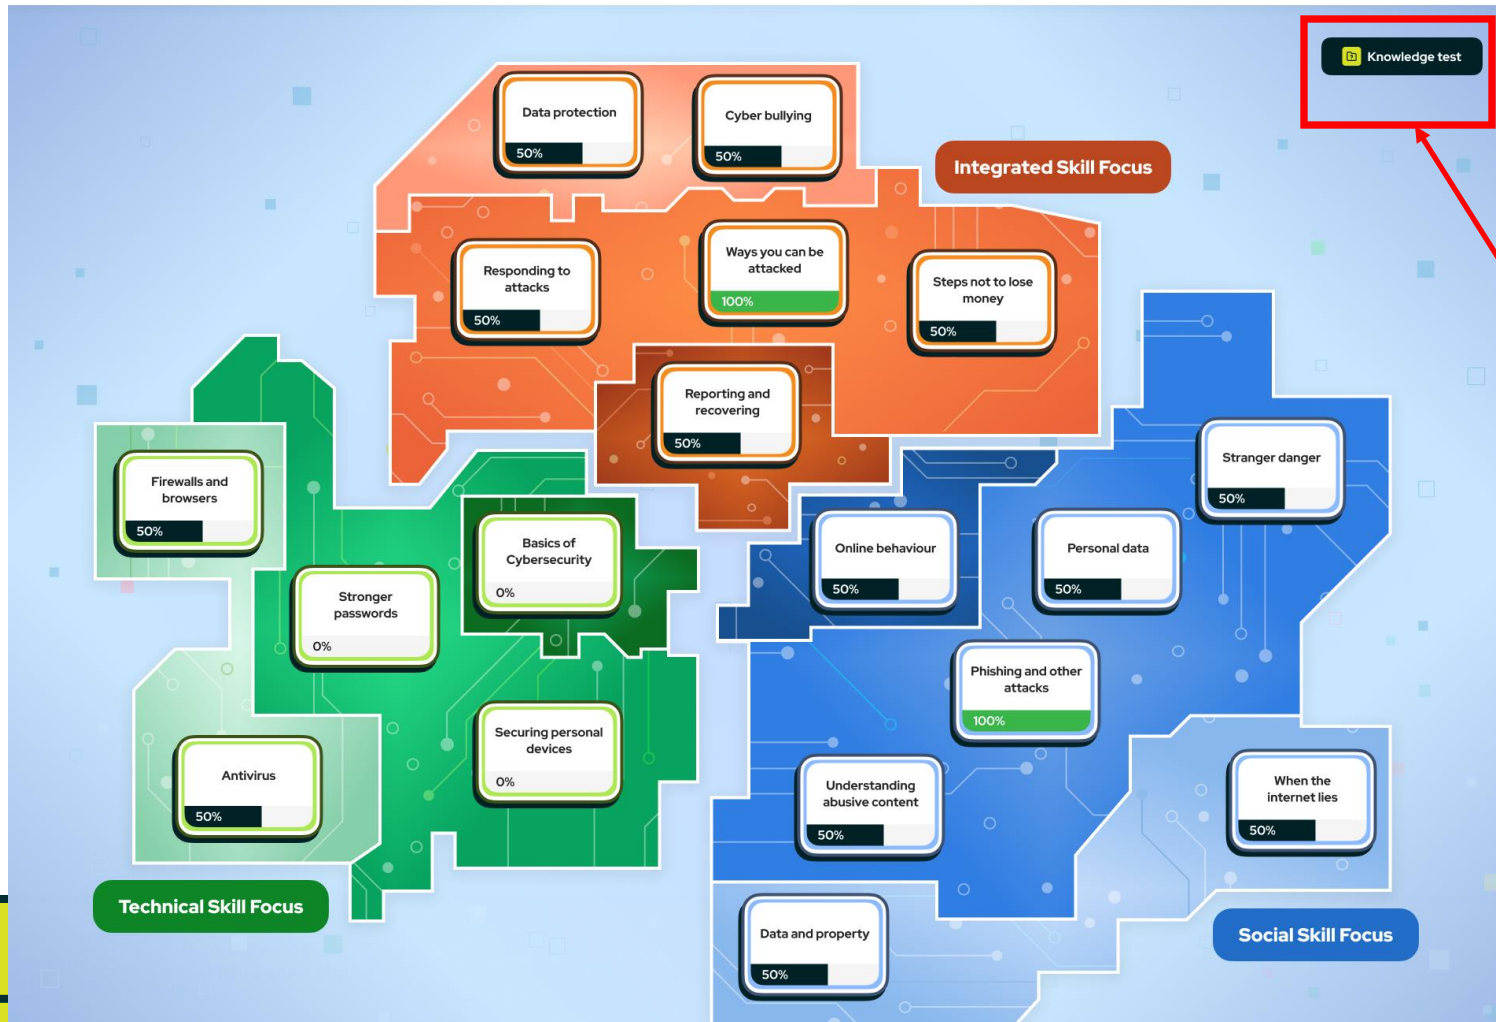 Knowledge test
Data protection
50%
Cyber bullying
50%
Integrated Skill Focus
Responding to
attacks
50%
Ways you can be
attacked
100%
Steps not to lose
money
50%
Reporting and
recovering
50%
Firewalls and
browsers
50%
Basics of
Cybersecurity
0%
Stronger
passwords
0%
Securing personal
devices
0%
Antivirus
50%
Technical Skill Focus
Stranger danger
50%
Online behaviour
50%
Personal data
50%
Phishing and other
attacks
100%
Understanding
abusive content
50%
When the
internet lies
50%
Data and property
50%
Social Skill Focus